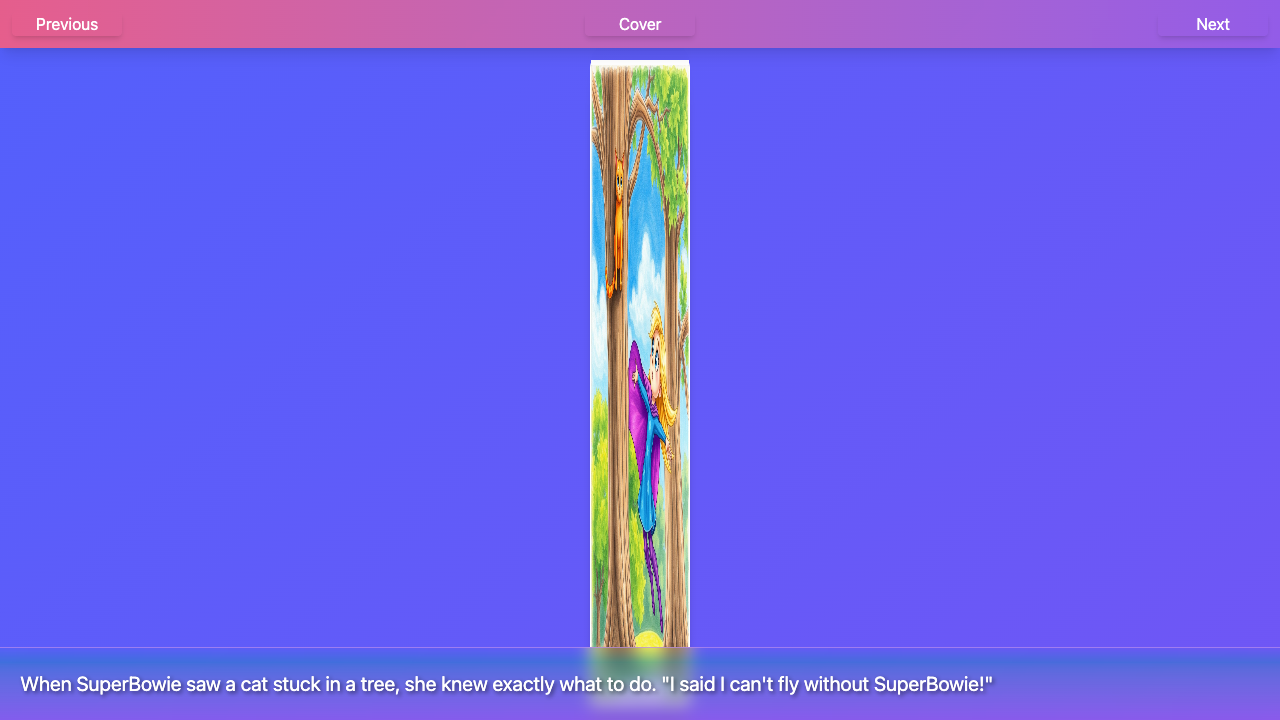 Previous
Cover
Next
When SuperBowie saw a cat stuck in a tree, she knew exactly what to do. "I said I can't fly without SuperBowie!"